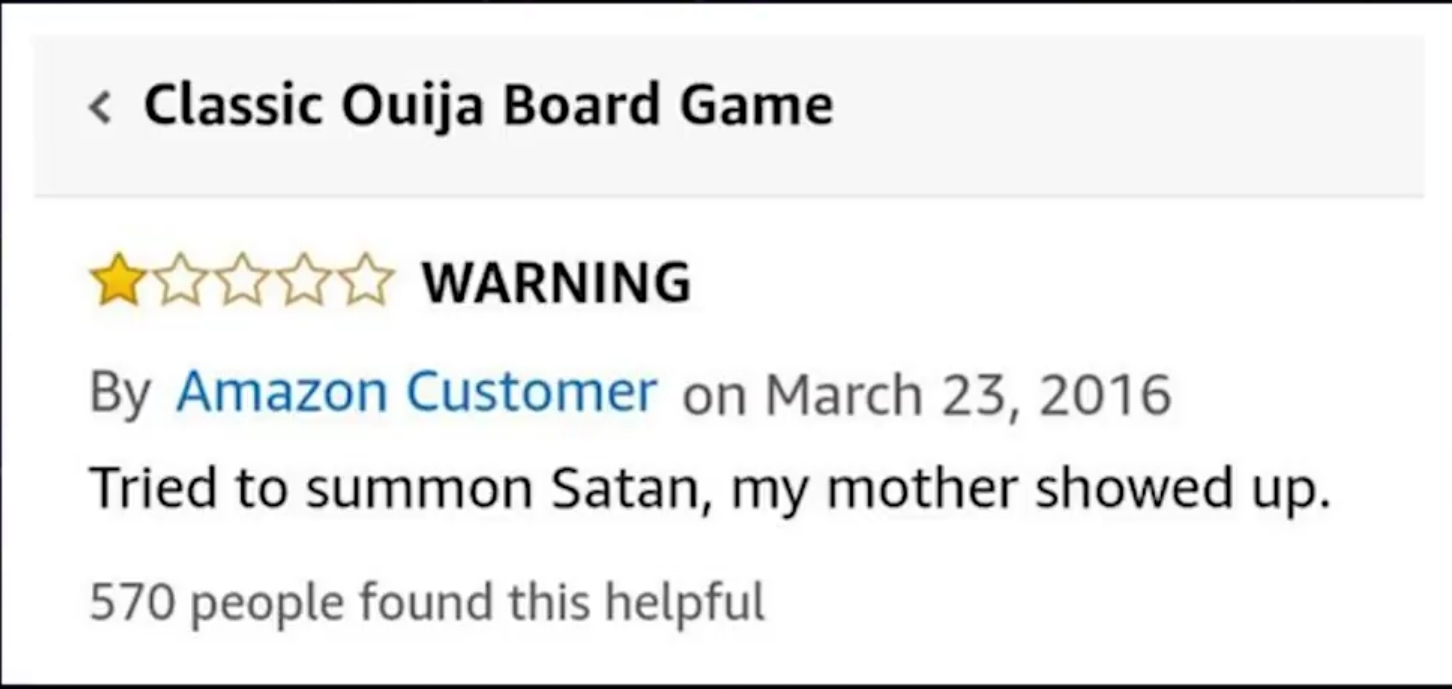 Classic Ouija Board Game
WARNING
By Amazon Customer on March 23, 2016
Tried to summon Satan, my mother showed up.
570 people found this helpful